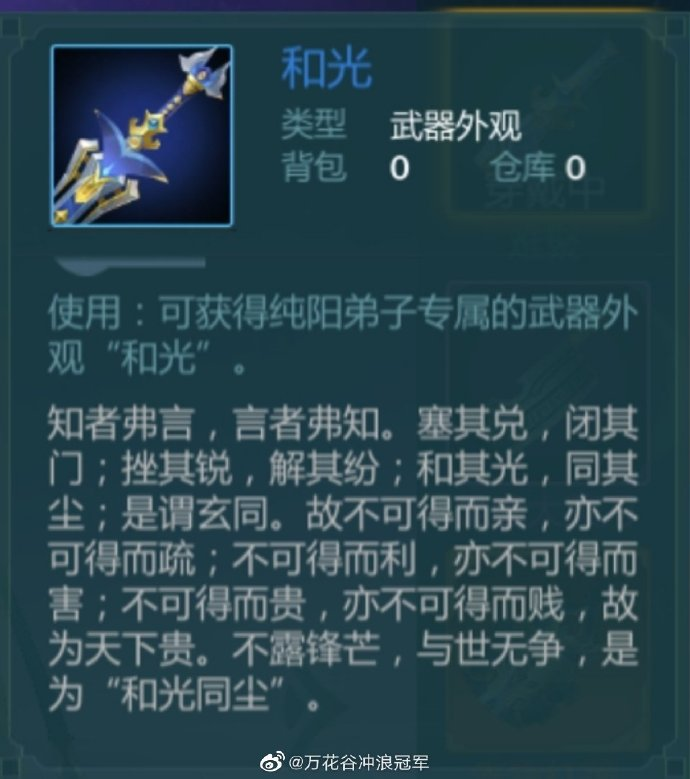 和光
类型 武器外观
背包 0 仓库 0
穿戴中
使用：可获得纯阳弟子专属的武器外
观“和光”。
知者弗言，言者弗知。塞其兑，闭其
门；挫其锐，解其纷；和其光，同其
尘；是谓玄同。故不可得而亲，亦不
可得而疏；不可得而利，亦不可得而
害；不可得而贵，亦不可得而贱，故
为天下贵。不露锋芒，与世无争，是
为“和光同尘”。
@万花谷冲浪冠军